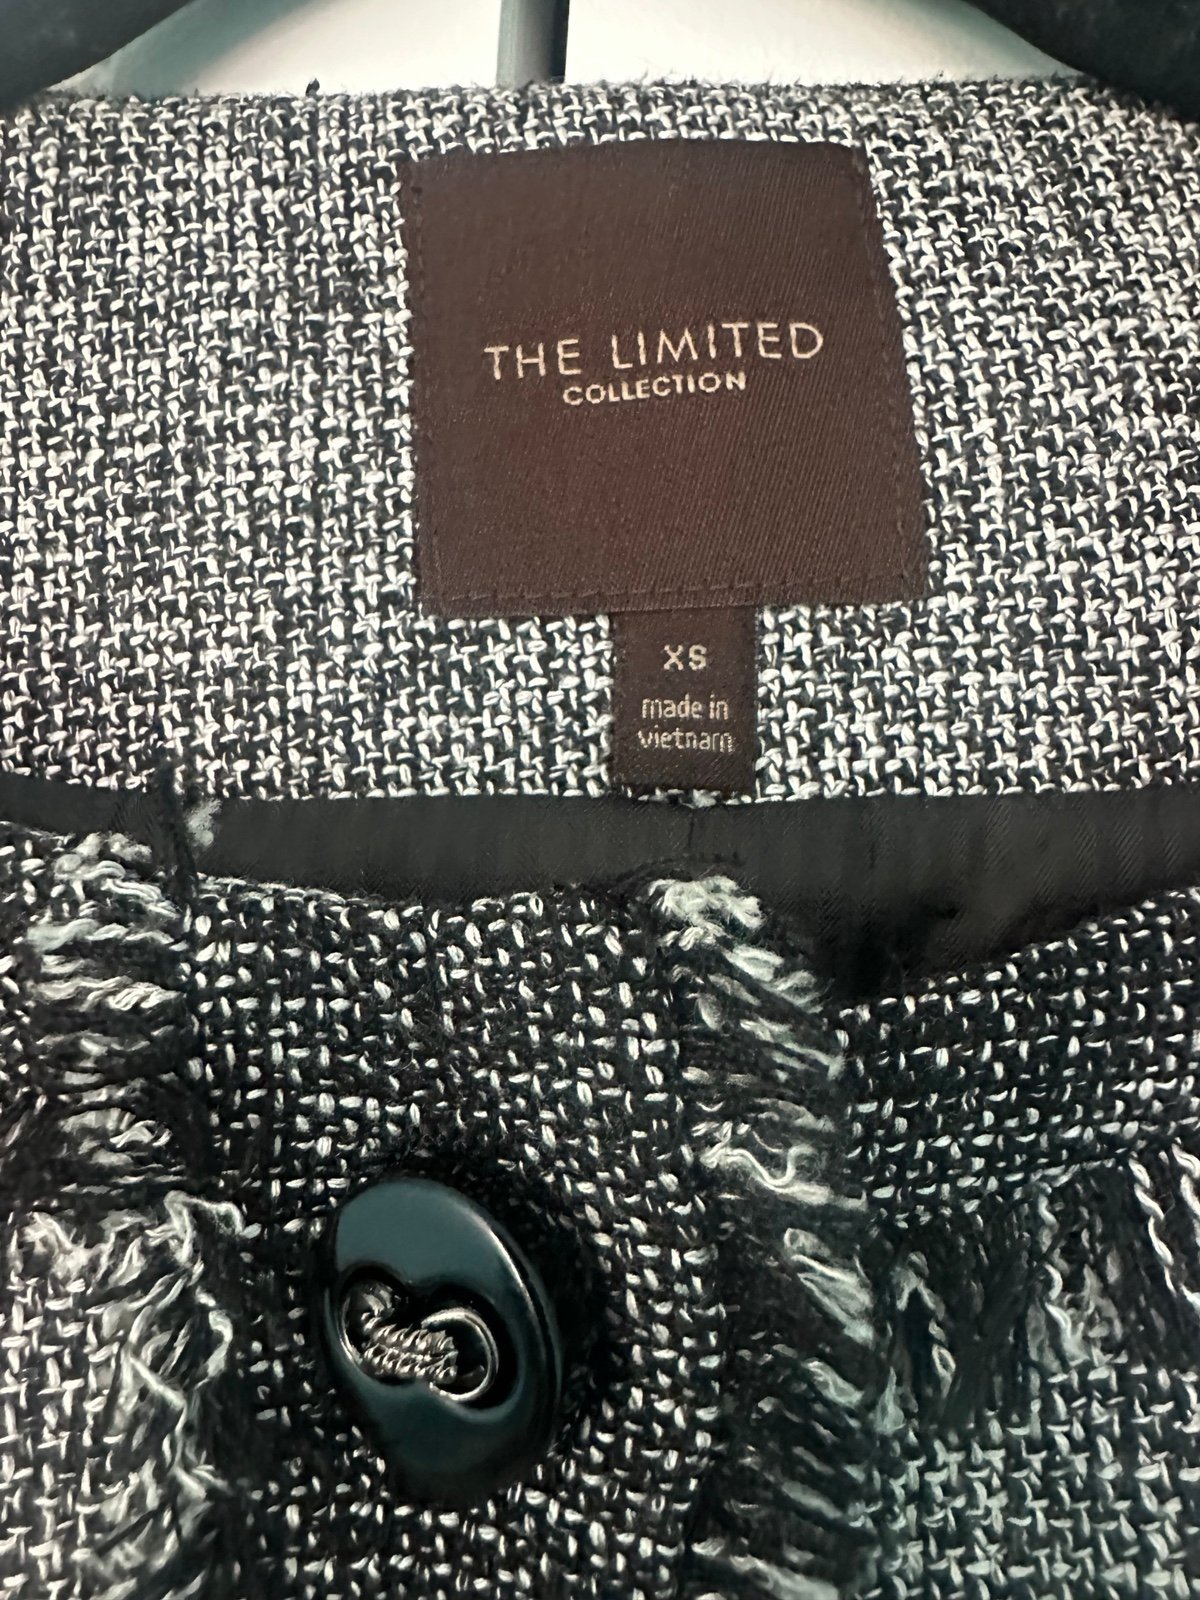 THE LIMITED
COLLECTION
XS
made in
vietnam